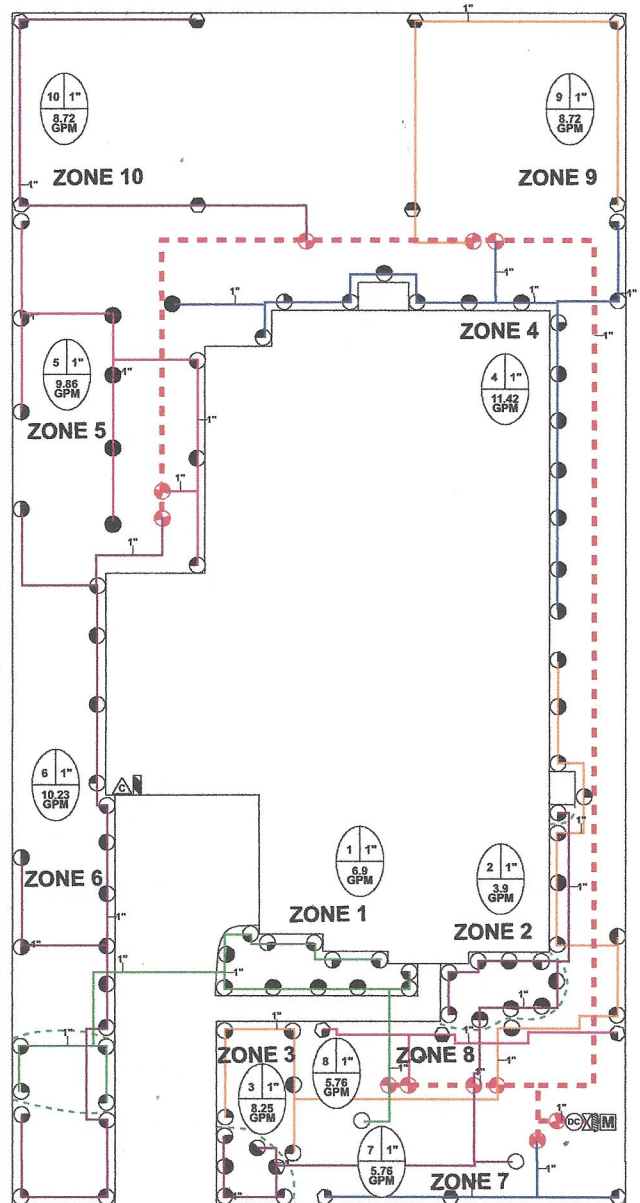 1"
10 1"
8.72
GPM
9 1"
8.72
GPM
ZONE 10
ZONE 9
1"
1"
1"
1"
1"
1"
ZONE 4
1"
5 1"
9.86
GPM
4 1"
11.42
GPM
ZONE 5
1"
1"
1"
6 1"
10.23
GPM
C
1"
1 1"
6.9
GPM
2 1"
3.9
GPM
ZONE 6
ZONE 1
ZONE 2
1"
1"
1"
1"
1"
1"
1"
ZONE 3
ZONE 8
1"
1"
8 1"
5.76
GPM
3 1"
8.25
GPM
1"
1"
1"
DC
M
7 1"
5.76
GPM
ZONE 7
1"
1"